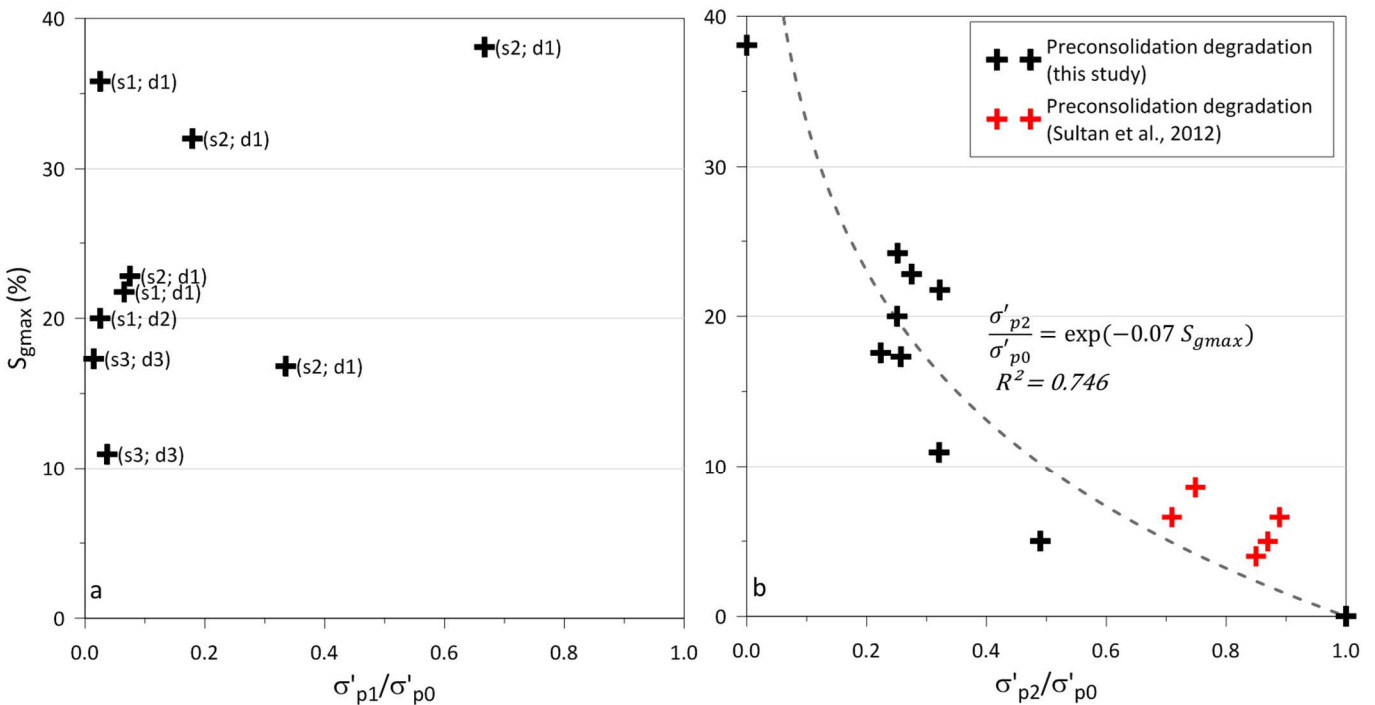 40
30
20
10
0
S_gmax (%)
(s2; d1)
(s1; d1)
(s2; d1)
(s2; d1)
(s1; d1)
(s1; d2)
(s3; d3)
(s2; d1)
(s3; d3)
a
0.0 0.2 0.4 0.6 0.8 1.0
σ'p1/σ'p0
40
30
20
10
0
Preconsolidation degradation
(this study)
Preconsolidation degradation
(Sultan et al., 2012)
σ'p2/σ'p0 = exp(−0.07 S_gmax)
R² = 0.746
b
0.0 0.2 0.4 0.6 0.8 1.0
σ'p2/σ'p0